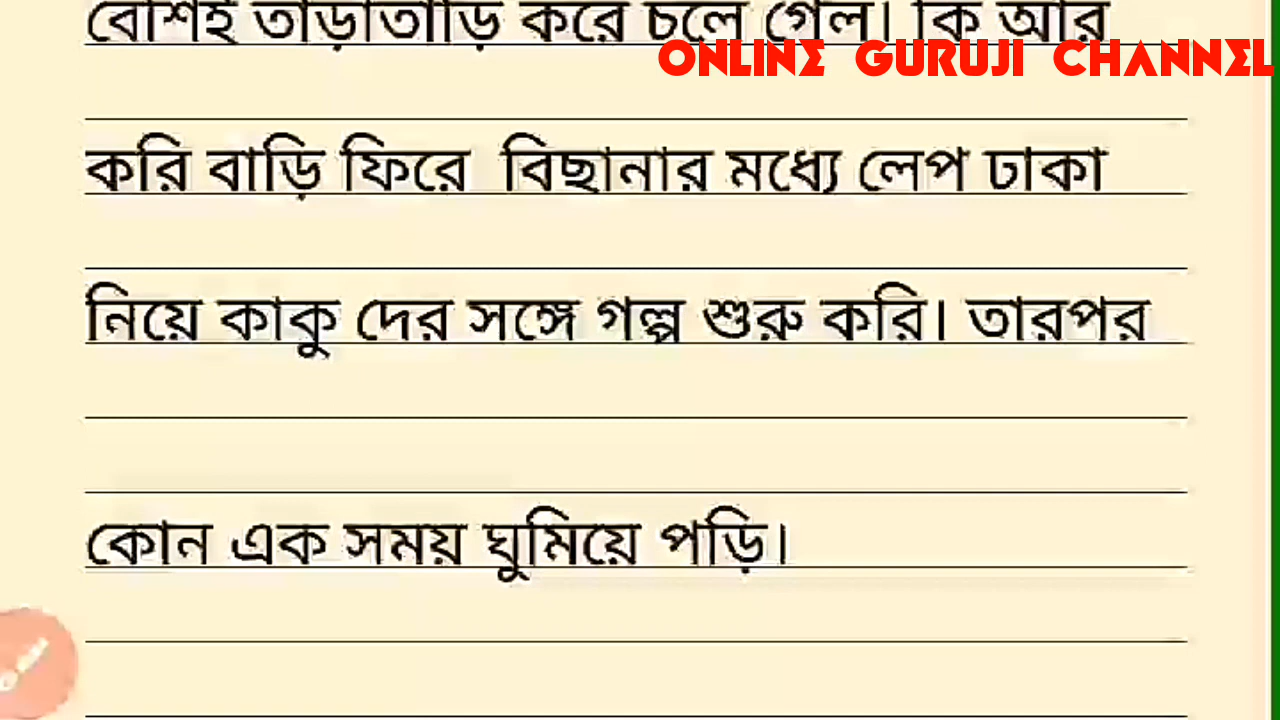 বেশিই তাড়াতাড়ি করে চলে গেল। কি আর
ONLINE GURUJI CHANNEL
করি বাড়ি ফিরে বিছানার মধ্যে লেপ ঢাকা
নিয়ে কাকু দের সঙ্গে গল্প শুরু করি। তারপর
কোন এক সময় ঘুমিয়ে পড়ি।